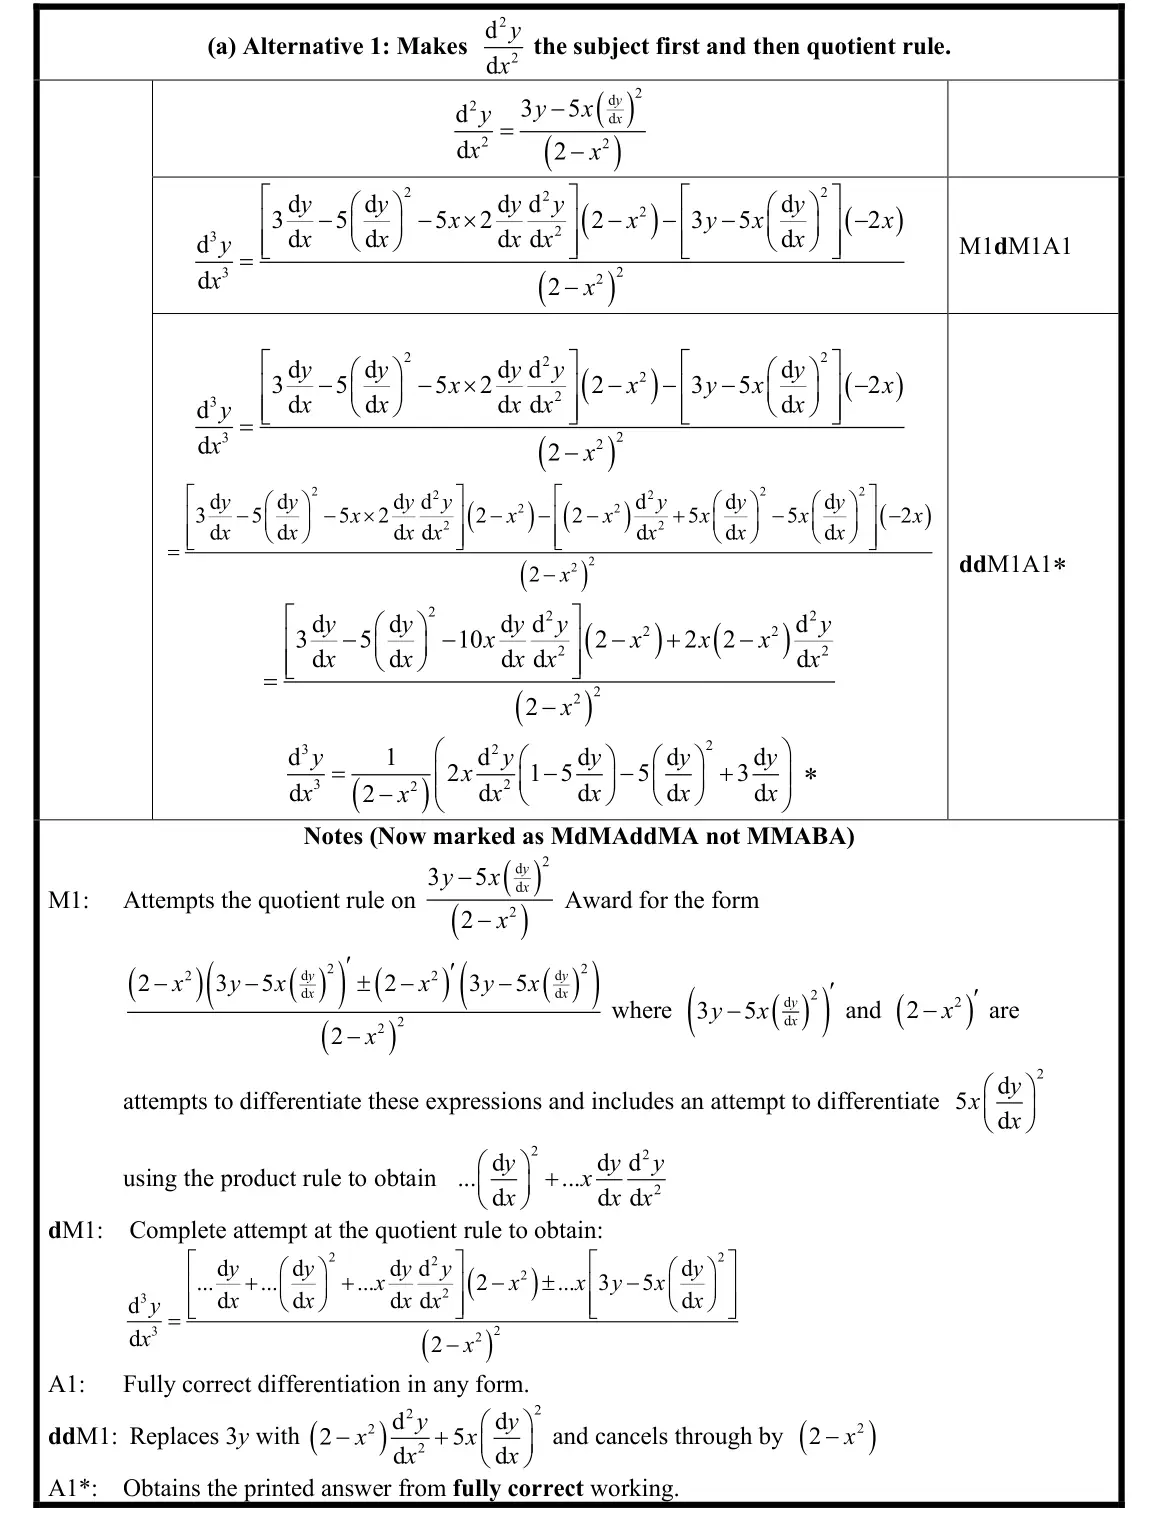 (a) Alternative 1: Makes d²y/dx² the subject first and then quotient rule.
d²y/dx² = (3y − 5x(dy/dx)²)/(2 − x²)
d³y/dx³ = ([3 dy/dx − 5(dy/dx)² − 5x × 2 dy/dx d²y/dx²](2 − x²) − [3y − 5x(dy/dx)²](−2x))/(2 − x²)² M1dM1A1
d³y/dx³ = ([3 dy/dx − 5(dy/dx)² − 5x × 2 dy/dx d²y/dx²](2 − x²) − [3y − 5x(dy/dx)²](−2x))/(2 − x²)²
= ([3 dy/dx − 5(dy/dx)² − 5x × 2 dy/dx d²y/dx²](2 − x²) − [(2 − x²) d²y/dx² + 5x(dy/dx)² − 5x(dy/dx)²](−2x))/(2 − x²)² ddM1A1*
= ([3 dy/dx − 5(dy/dx)² − 10x dy/dx d²y/dx²](2 − x²) + 2x(2 − x²) d²y/dx²)/(2 − x²)²
d³y/dx³ = 1/(2 − x²) (2x d²y/dx² (1 − 5 dy/dx) − 5(dy/dx)² + 3 dy/dx) *
Notes (Now marked as MdMAddMA not MMABA)
M1: Attempts the quotient rule on (3y − 5x(dy/dx)²)/(2 − x²) Award for the form
((2 − x²)(3y − 5x(dy/dx)²)′ ± (2 − x²)′(3y − 5x(dy/dx)²))/(2 − x²)² where (3y − 5x(dy/dx)²)′ and (2 − x²)′ are
attempts to differentiate these expressions and includes an attempt to differentiate 5x(dy/dx)²
using the product rule to obtain ...(dy/dx)² + ...x dy/dx d²y/dx²
dM1: Complete attempt at the quotient rule to obtain:
d³y/dx³ = ([... dy/dx + ...(dy/dx)² + ...x dy/dx d²y/dx²](2 − x²) ± ...x[3y − 5x(dy/dx)²])/(2 − x²)²
A1: Fully correct differentiation in any form.
ddM1: Replaces 3y with (2 − x²) d²y/dx² + 5x(dy/dx)² and cancels through by (2 − x²)
A1*: Obtains the printed answer from fully correct working.